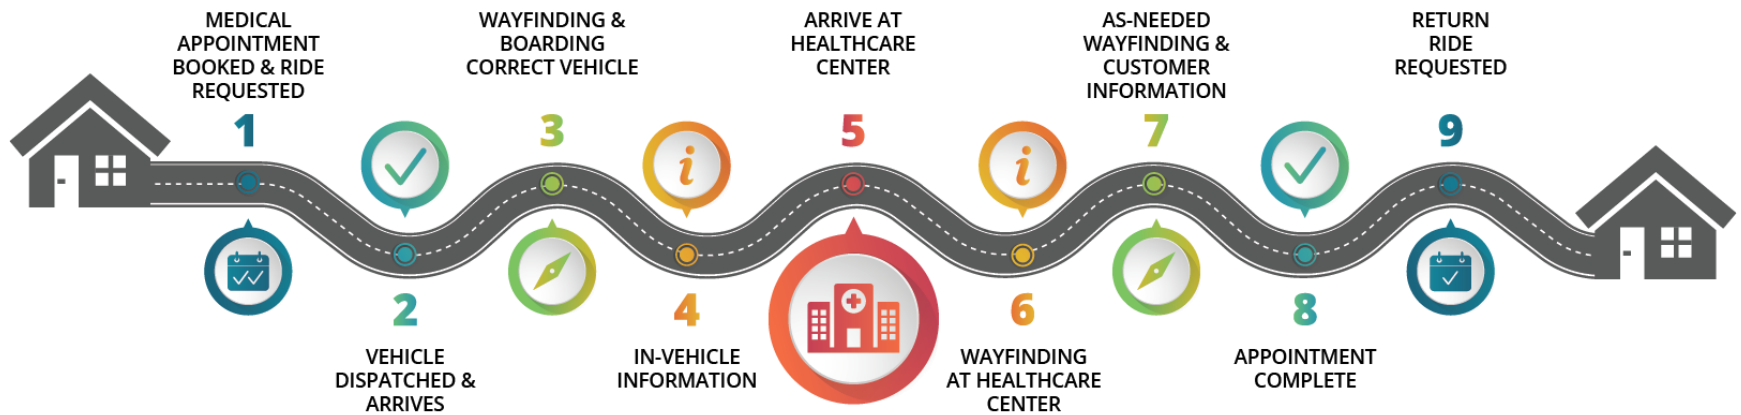 MEDICAL
APPOINTMENT
BOOKED & RIDE
REQUESTED
1
2
VEHICLE
DISPATCHED &
ARRIVES
WAYFINDING &
BOARDING
CORRECT VEHICLE
3
4
IN-VEHICLE
INFORMATION
ARRIVE AT
HEALTHCARE
CENTER
5
6
WAYFINDING
AT HEALTHCARE
CENTER
AS-NEEDED
WAYFINDING &
CUSTOMER
INFORMATION
7
8
APPOINTMENT
COMPLETE
RETURN
RIDE
REQUESTED
9